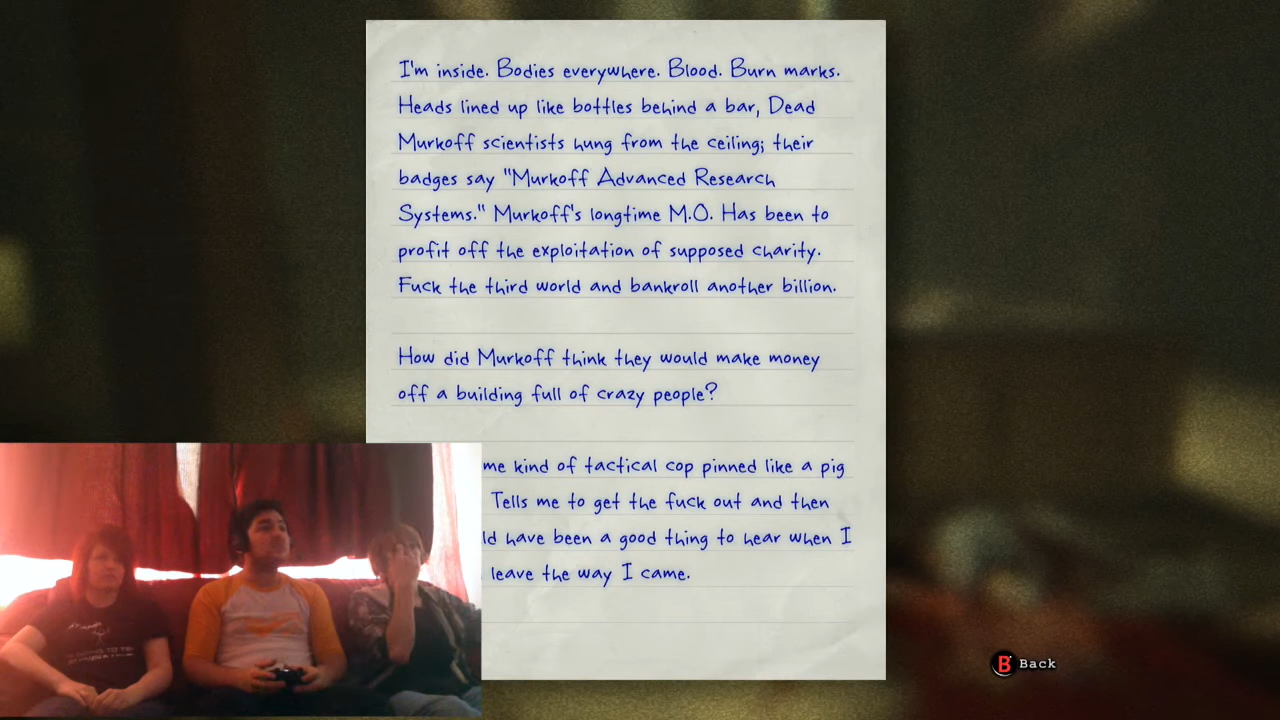 I'm inside. Bodies everywhere. Blood. Burn marks.
Heads lined up like bottles behind a bar, Dead
Murkoff scientists hung from the ceiling; their
badges say "Murkoff Advanced Research
Systems." Murkoff's longtime M.O. Has been to
profit off the exploitation of supposed charity.
Fuck the third world and bankroll another billion.
How did Murkoff think they would make money
off a building full of crazy people?
me kind of tactical cop pinned like a pig
Tells me to get the fuck out and then
ld have been a good thing to hear when I
leave the way I came.
B Back